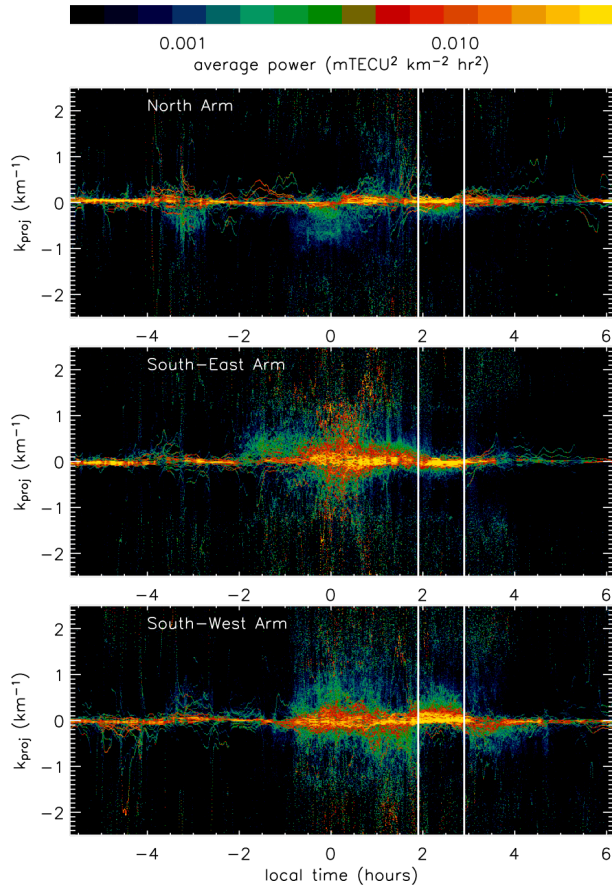 0.001 0.010
average power (mTECU² km⁻² hr²)
North Arm
2
1
0
−1
−2
k_proj (km⁻¹)
−4 −2 0 2 4 6
South−East Arm
2
1
0
−1
−2
k_proj (km⁻¹)
−4 −2 0 2 4 6
South−West Arm
2
1
0
−1
−2
k_proj (km⁻¹)
−4 −2 0 2 4 6
local time (hours)